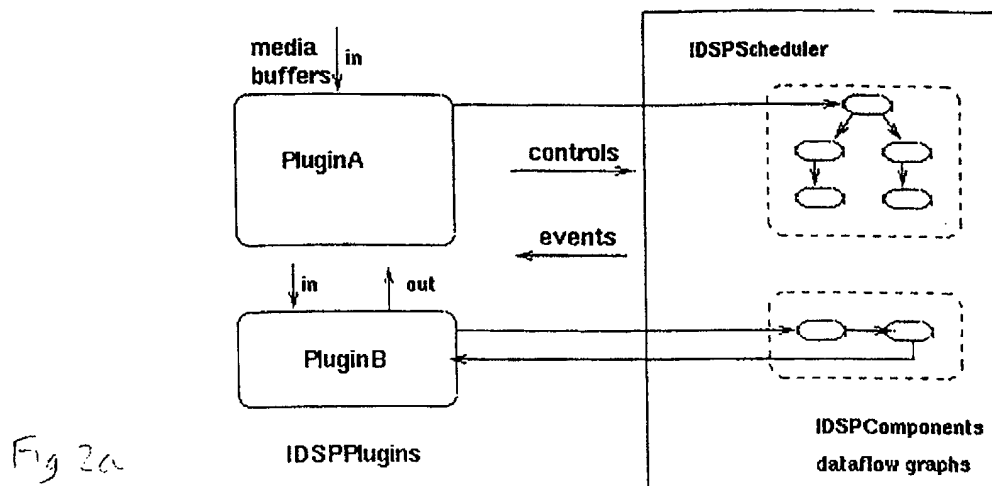 media
buffers
in
IDSPScheduler
PluginA
controls
events
in
out
PluginB
IDSPPlugins
IDSPComponents
dataflow graphs
Fig 2a